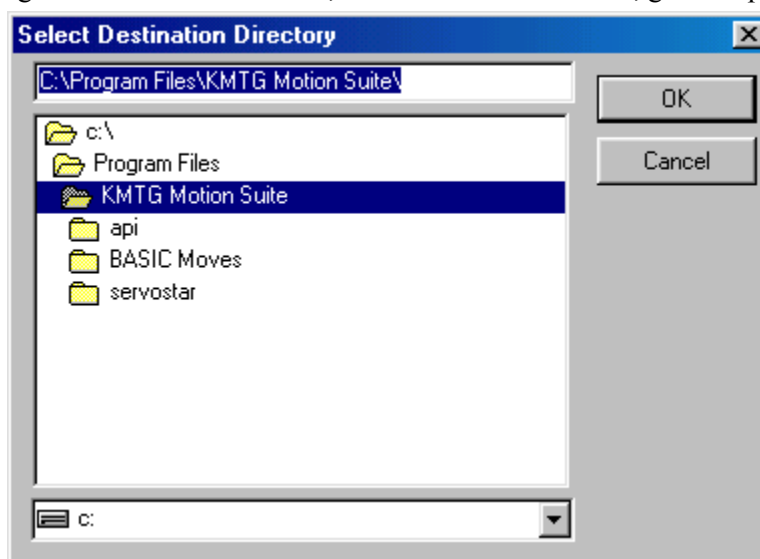 Select Destination Directory
C:\Program Files\KMTG Motion Suite\
OK
c:\
Program Files
Cancel
KMTG Motion Suite
api
BASIC Moves
servostar
c: